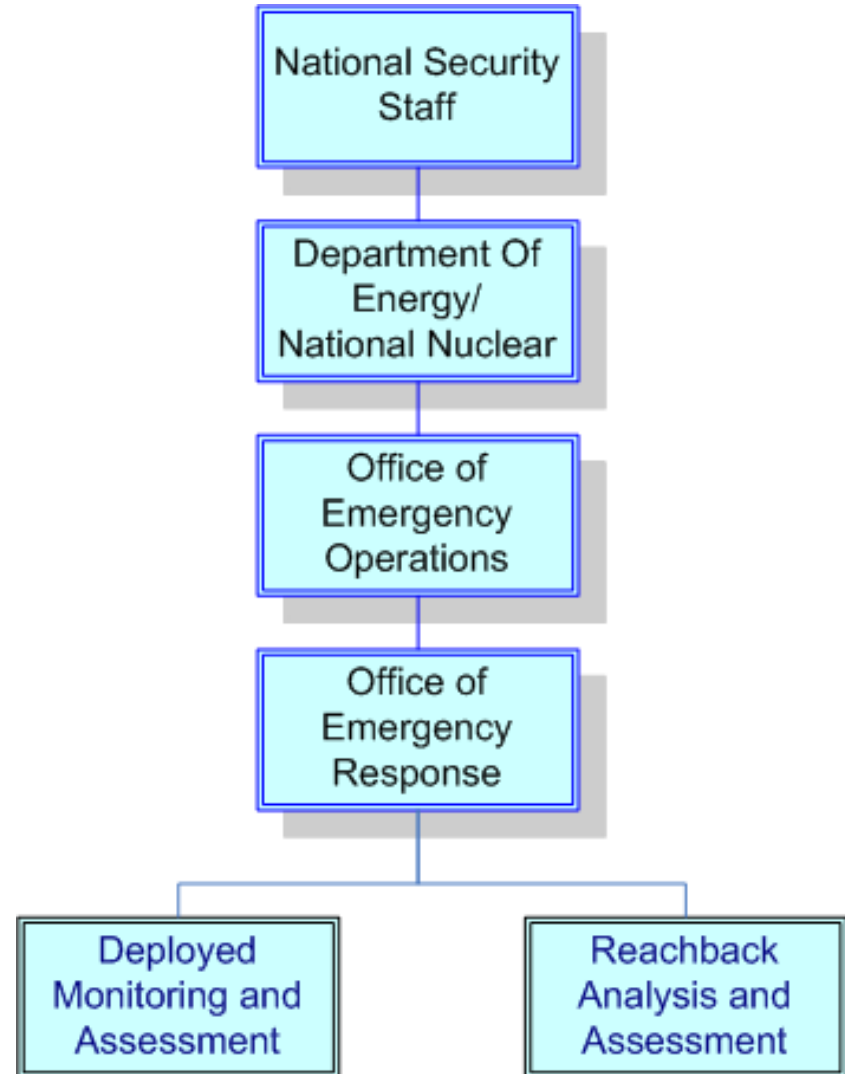 National Security
Staff
Department Of
Energy/
National Nuclear
Office of
Emergency
Operations
Office of
Emergency
Response
Deployed
Monitoring and
Assessment
Reachback
Analysis and
Assessment